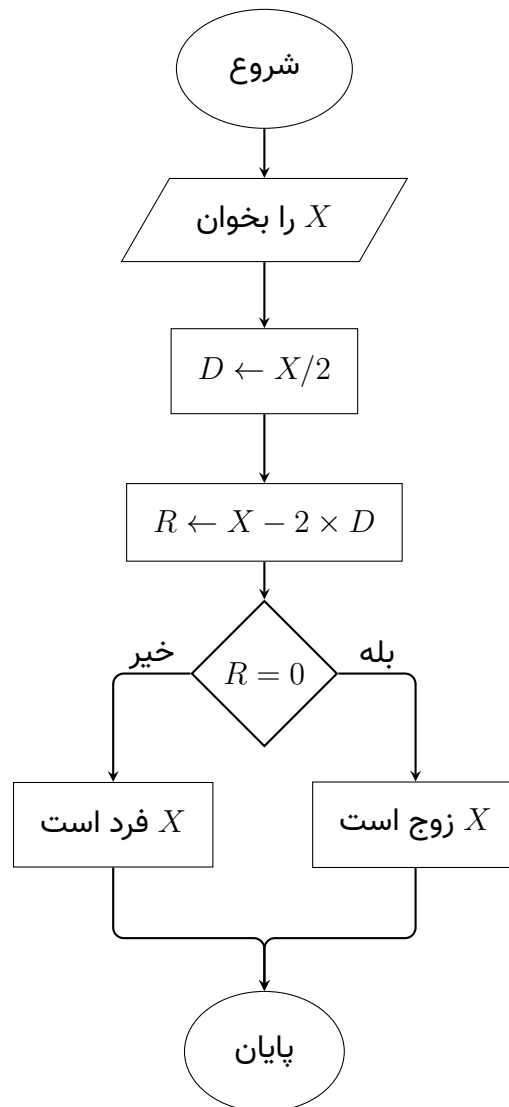 شروع
X را بخوان
D ← X/2
R ← X − 2 × D
R = 0
بله
خیر
X زوج است
X فرد است
پایان